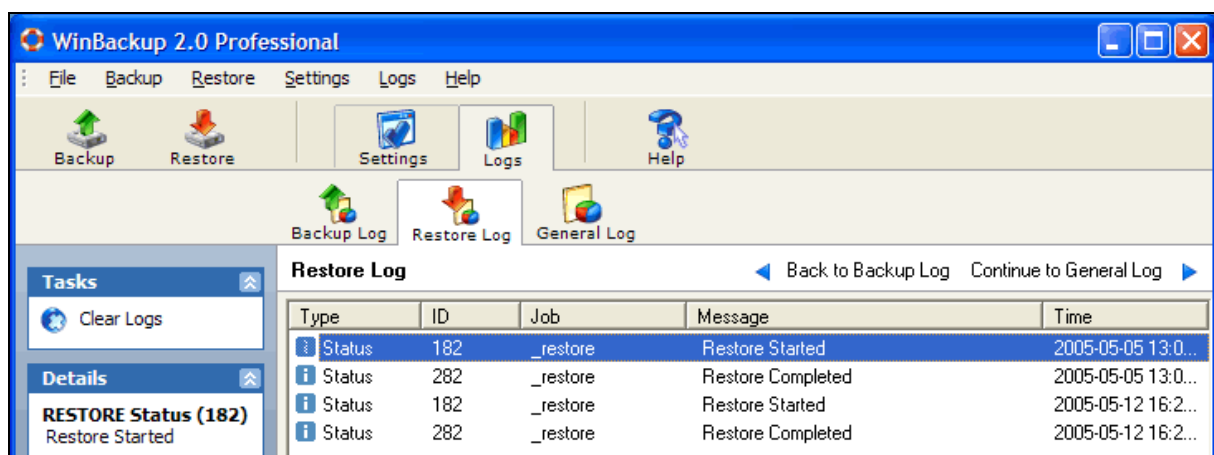 WinBackup 2.0 Professional
File Backup Restore Settings Logs Help
Backup Restore Settings Logs Help
Backup Log Restore Log General Log
Tasks
Clear Logs
Details
RESTORE Status (182)
Restore Started
Restore Log Back to Backup Log Continue to General Log
Type ID Job Message Time
Status 182 _restore Restore Started 2005-05-05 13:0...
Status 282 _restore Restore Completed 2005-05-05 13:0...
Status 182 _restore Restore Started 2005-05-12 16:2...
Status 282 _restore Restore Completed 2005-05-12 16:2...